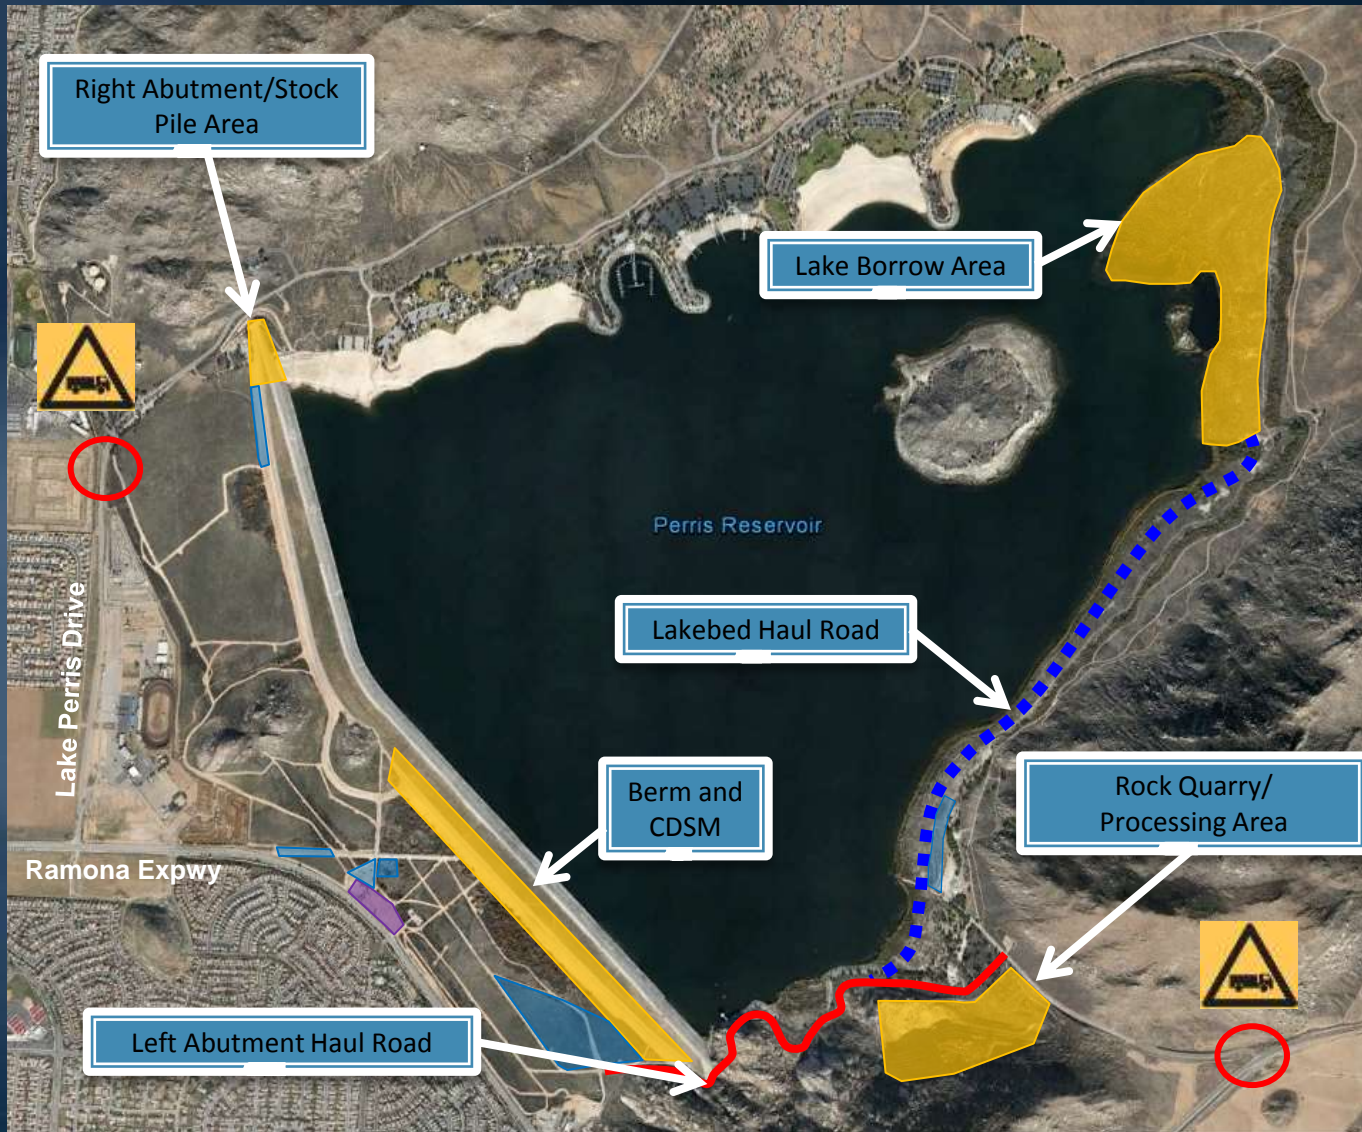 Right Abutment/Stock
Pile Area
Lake Borrow Area
Perris Reservoir
Lake Perris Drive
Lakebed Haul Road
Berm and
CDSM
Rock Quarry/
Processing Area
Ramona Expwy
Left Abutment Haul Road